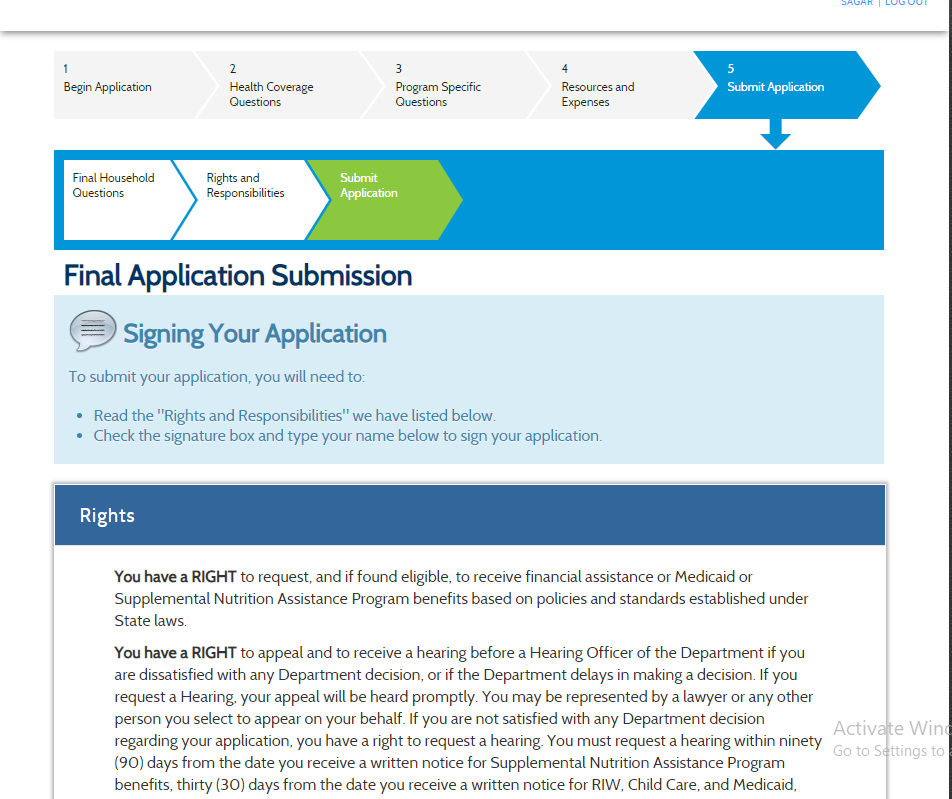 SAGAR | LOG OUT
1
Begin Application
2
Health Coverage
Questions
3
Program Specific
Questions
4
Resources and
Expenses
5
Submit Application
Final Household
Questions
Rights and
Responsibilities
Submit
Application
Final Application Submission
Signing Your Application
To submit your application, you will need to:
• Read the "Rights and Responsibilities" we have listed below.
• Check the signature box and type your name below to sign your application.
Rights
You have a RIGHT to request, and if found eligible, to receive financial assistance or Medicaid or
Supplemental Nutrition Assistance Program benefits based on policies and standards established under
State laws.
You have a RIGHT to appeal and to receive a hearing before a Hearing Officer of the Department if you
are dissatisfied with any Department decision, or if the Department delays in making a decision. If you
request a Hearing, your appeal will be heard promptly. You may be represented by a lawyer or any other
person you select to appear on your behalf. If you are not satisfied with any Department decision
regarding your application, you have a right to request a hearing. You must request a hearing within ninety
(90) days from the date you receive a written notice for Supplemental Nutrition Assistance Program
benefits, thirty (30) days from the date you receive a written notice for RIW, Child Care, and Medicaid,
Activate Wind
Go to Settings to